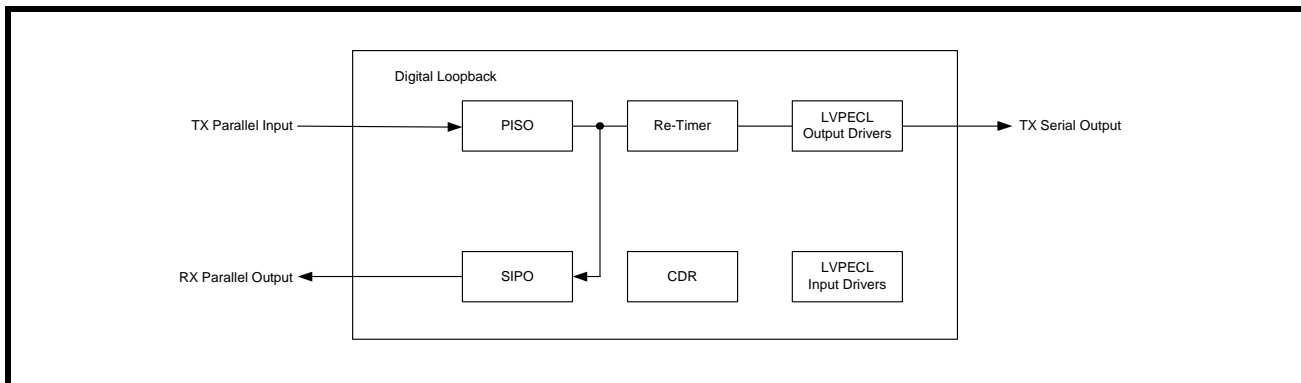 Digital Loopback
TX Parallel Input
PISO
Re-Timer
LVPECL
Output Drivers
TX Serial Output
RX Parallel Output
SIPO
CDR
LVPECL
Input Drivers